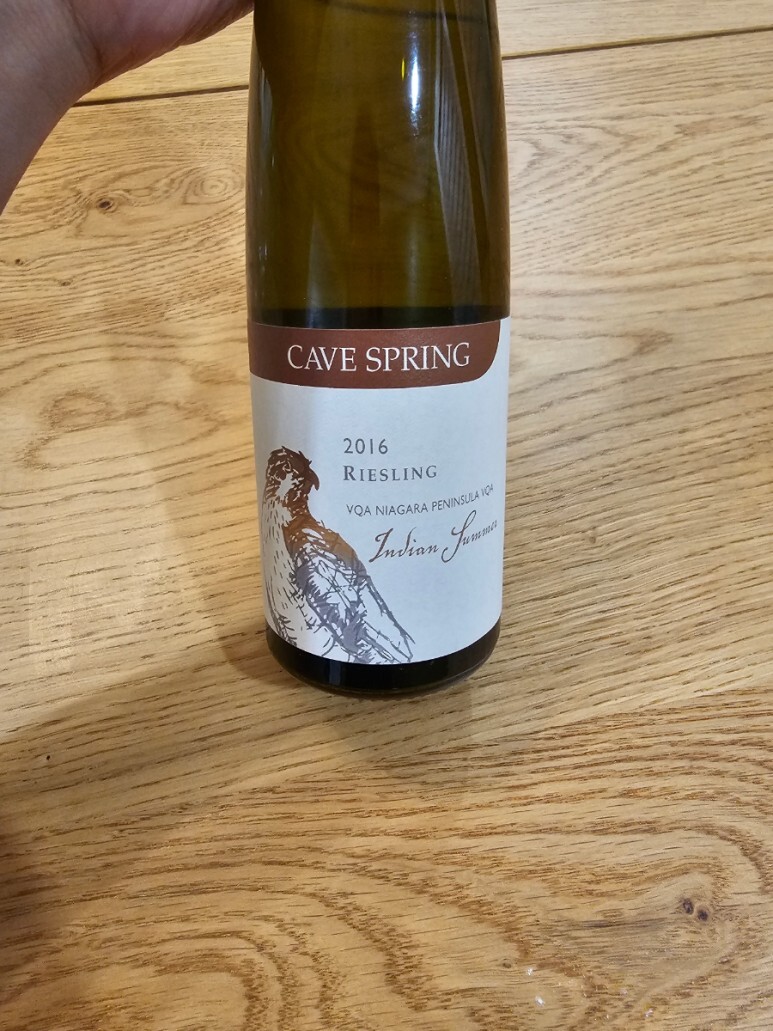 CAVE SPRING
2016
RIESLING
VQA NIAGARA PENINSULA VQA
Indian Summer